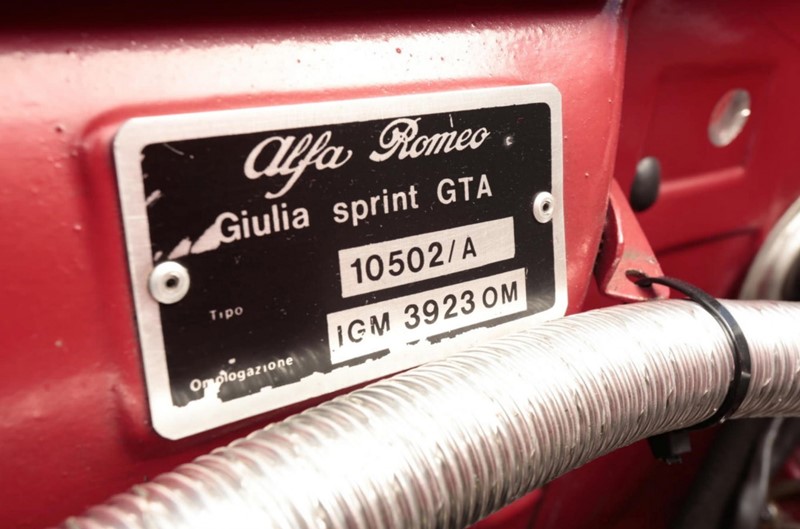 Alfa Romeo
Giulia sprint GTA
Tipo 10502/A
Omologazione IGM 3923 OM